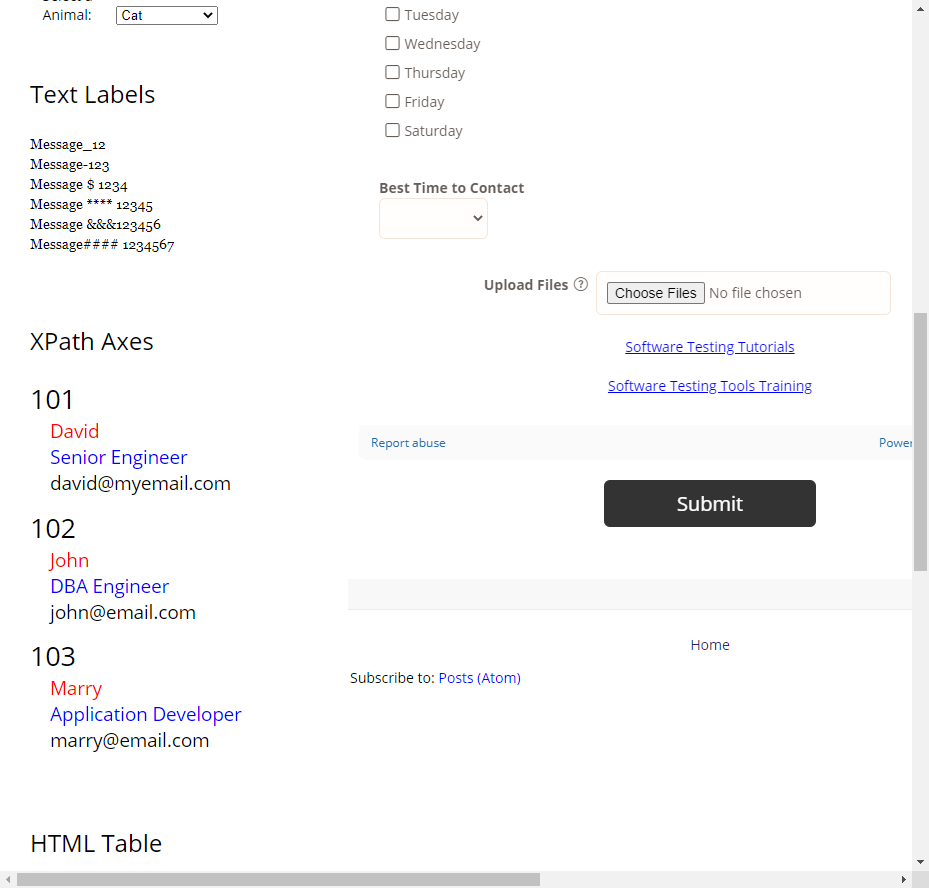 Animal:
Cat
Text Labels
Message_12
Message-123
Message $ 1234
Message **** 12345
Message &&&123456
Message#### 1234567
XPath Axes
101
David
Senior Engineer
david@myemail.com
102
John
DBA Engineer
john@email.com
103
Marry
Application Developer
marry@email.com
HTML Table
Tuesday
Wednesday
Thursday
Friday
Saturday
Best Time to Contact
Upload Files ? Choose Files No file chosen
Software Testing Tutorials
Software Testing Tools Training
Report abuse
Power
Submit
Home
Subscribe to: Posts (Atom)